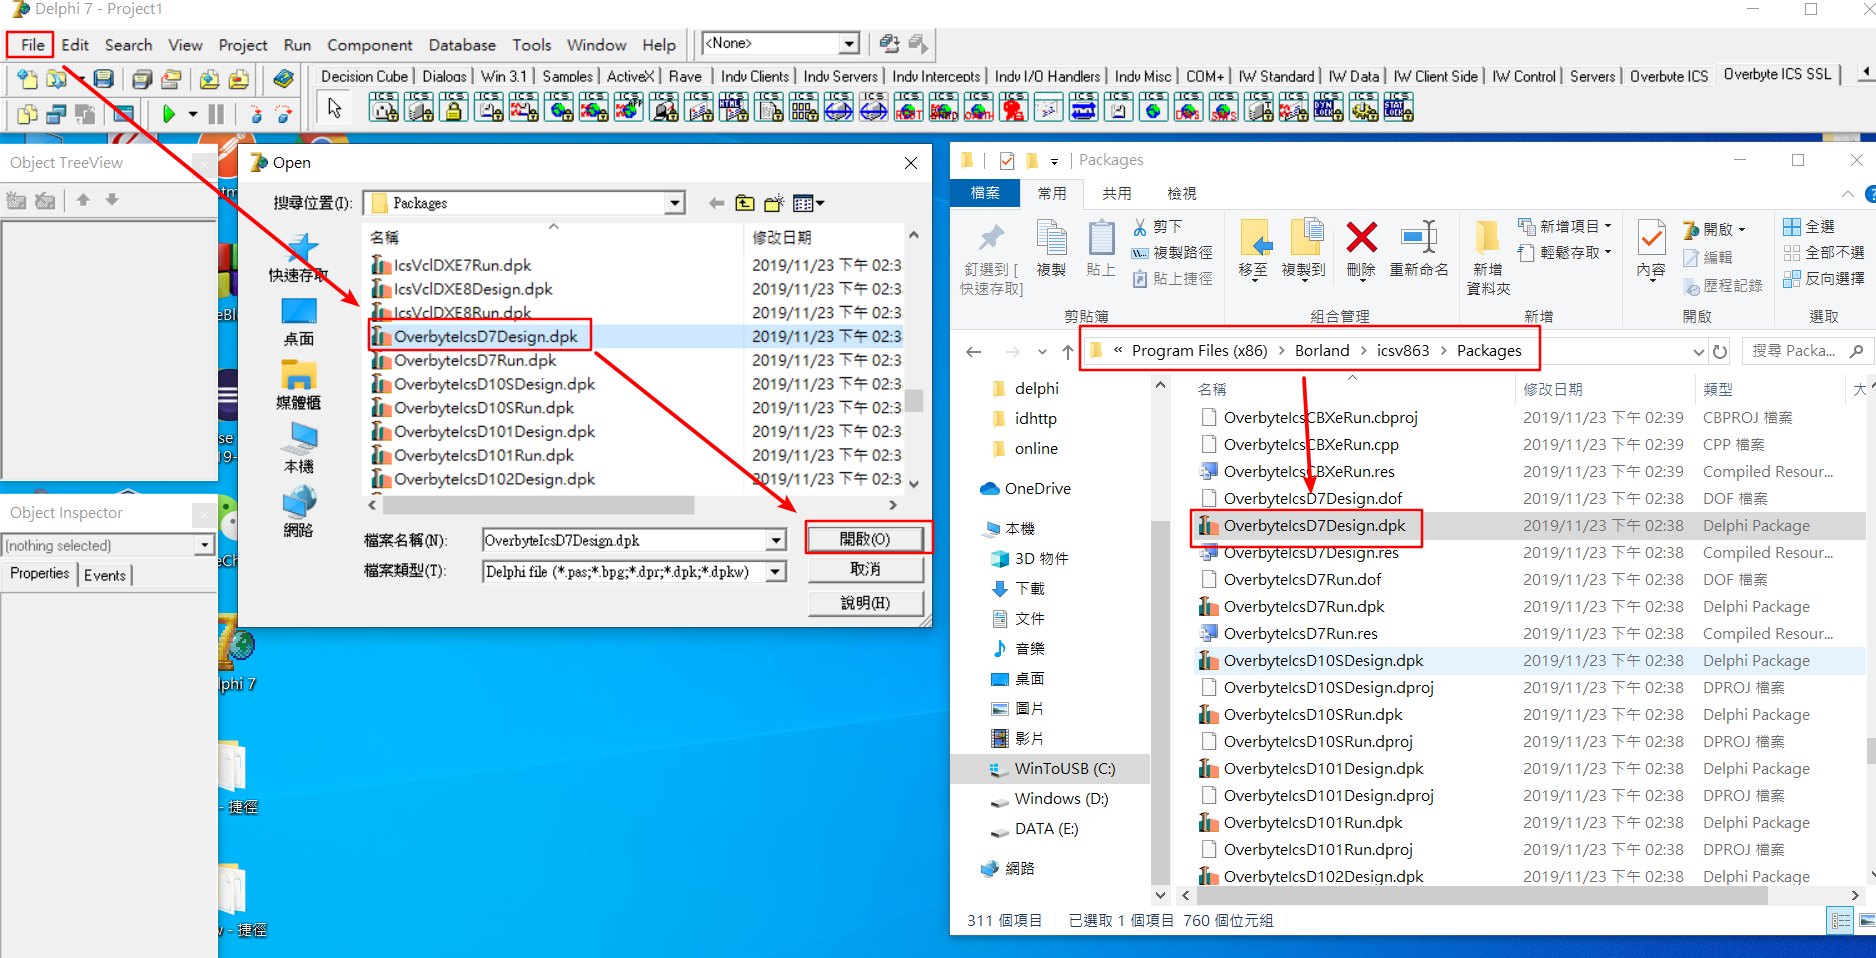 Delphi 7 - Project1
File Edit Search View Project Run Component Database Tools Window Help
<None>
Decision Cube Dialogs Win 3.1 Samples ActiveX Rave Indy Clients Indy Servers Indy Intercepts Indy I/O Handlers Indy Misc COM+ IW Standard IW Data IW Client Side IW Control Servers Overbyte ICS Overbyte ICS SSL
Object TreeView
Object Inspector
(nothing selected)
Properties Events
Open
搜尋位置(I): Packages
快速存取
桌面
媒體櫃
本機
網路
名稱 修改日期
IcsVclDXE7Run.dpk 2019/11/23 下午 02:3
IcsVclDXE8Design.dpk 2019/11/23 下午 02:3
IcsVclDXE8Run.dpk 2019/11/23 下午 02:3
OverbyteIcsD7Design.dpk 2019/11/23 下午 02:3
OverbyteIcsD7Run.dpk 2019/11/23 下午 02:3
OverbyteIcsD10SDesign.dpk 2019/11/23 下午 02:3
OverbyteIcsD10SRun.dpk 2019/11/23 下午 02:3
OverbyteIcsD101Design.dpk 2019/11/23 下午 02:3
OverbyteIcsD101Run.dpk 2019/11/23 下午 02:3
OverbyteIcsD102Design.dpk 2019/11/23 下午 02:3
檔案名稱(N): OverbyteIcsD7Design.dpk 開啟(O)
檔案類型(T): Delphi file (*.pas;*.bpg;*.dpr;*.dpk;*.dpkw) 取消
說明(H)
lphi 7
- 捷徑
- 捷徑
Packages
檔案 常用 共用 檢視
釘選到 [
快速存取]
複製
貼上
剪下
複製路徑
貼上捷徑
剪貼簿
移至
複製到
刪除
重新命名
組合管理
新增
資料夾
新增項目
輕鬆存取
新增
內容
開啟
編輯
歷程記錄
開啟
全選
全部不選
反向選擇
選取
« Program Files (x86) > Borland > icsv863 > Packages
搜尋 Packa...
delphi
idhttp
online
OneDrive
本機
3D 物件
下載
文件
音樂
桌面
圖片
影片
WinToUSB (C:)
Windows (D:)
DATA (E:)
網路
名稱 修改日期 類型 大
OverbyteIcsCBXeRun.cbproj 2019/11/23 下午 02:39 CBPROJ 檔案
OverbyteIcsCBXeRun.cpp 2019/11/23 下午 02:39 CPP 檔案
OverbyteIcsCBXeRun.res 2019/11/23 下午 02:39 Compiled Resour...
OverbyteIcsD7Design.dof 2019/11/23 下午 02:38 DOF 檔案
OverbyteIcsD7Design.dpk 2019/11/23 下午 02:38 Delphi Package
OverbyteIcsD7Design.res 2019/11/23 下午 02:38 Compiled Resour...
OverbyteIcsD7Run.dof 2019/11/23 下午 02:38 DOF 檔案
OverbyteIcsD7Run.dpk 2019/11/23 下午 02:38 Delphi Package
OverbyteIcsD7Run.res 2019/11/23 下午 02:38 Compiled Resour...
OverbyteIcsD10SDesign.dpk 2019/11/23 下午 02:38 Delphi Package
OverbyteIcsD10SDesign.dproj 2019/11/23 下午 02:38 DPROJ 檔案
OverbyteIcsD10SRun.dpk 2019/11/23 下午 02:38 Delphi Package
OverbyteIcsD10SRun.dproj 2019/11/23 下午 02:38 DPROJ 檔案
OverbyteIcsD101Design.dpk 2019/11/23 下午 02:38 Delphi Package
OverbyteIcsD101Design.dproj 2019/11/23 下午 02:38 DPROJ 檔案
OverbyteIcsD101Run.dpk 2019/11/23 下午 02:38 Delphi Package
OverbyteIcsD101Run.dproj 2019/11/23 下午 02:38 DPROJ 檔案
OverbyteIcsD102Design.dpk 2019/11/23 下午 02:38 Delphi Package
311 個項目 已選取 1 個項目 760 個位元組